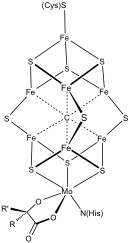 (Cys)S
Fe
S S
S
Fe Fe Fe
S C S
Fe Fe Fe
S S
S
Mo
R' O N(His)
R O
O